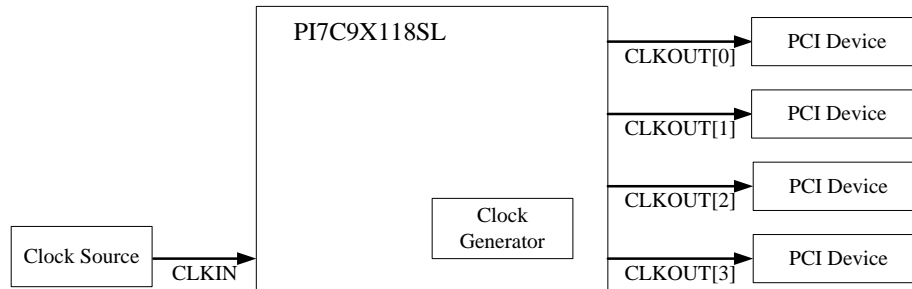 PI7C9X118SL
PCI Device
CLKOUT[0]
PCI Device
CLKOUT[1]
PCI Device
CLKOUT[2]
Clock
Generator
Clock Source
CLKIN
PCI Device
CLKOUT[3]